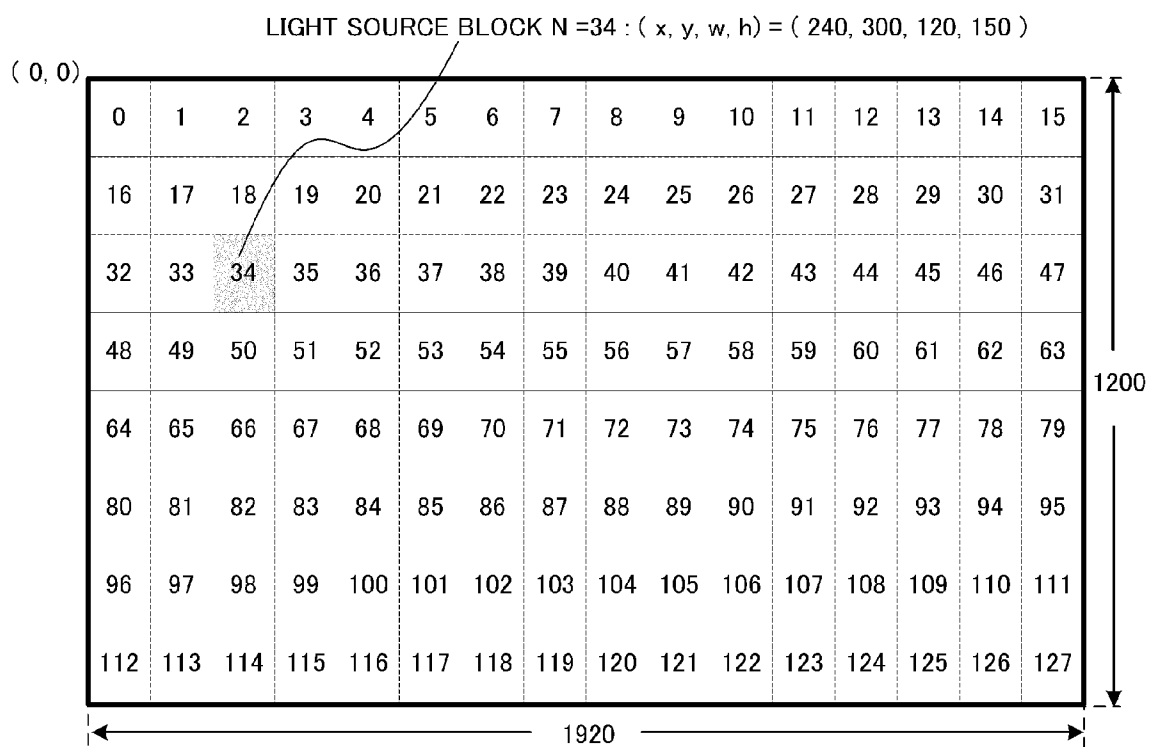 LIGHT SOURCE BLOCK N =34 : ( x, y, w, h) = ( 240, 300, 120, 150 )
( 0, 0)
0 1 2 3 4 5 6 7 8 9 10 11 12 13 14 15
16 17 18 19 20 21 22 23 24 25 26 27 28 29 30 31
32 33 34 35 36 37 38 39 40 41 42 43 44 45 46 47
48 49 50 51 52 53 54 55 56 57 58 59 60 61 62 63
1200
64 65 66 67 68 69 70 71 72 73 74 75 76 77 78 79
80 81 82 83 84 85 86 87 88 89 90 91 92 93 94 95
96 97 98 99 100 101 102 103 104 105 106 107 108 109 110 111
112 113 114 115 116 117 118 119 120 121 122 123 124 125 126 127
1920